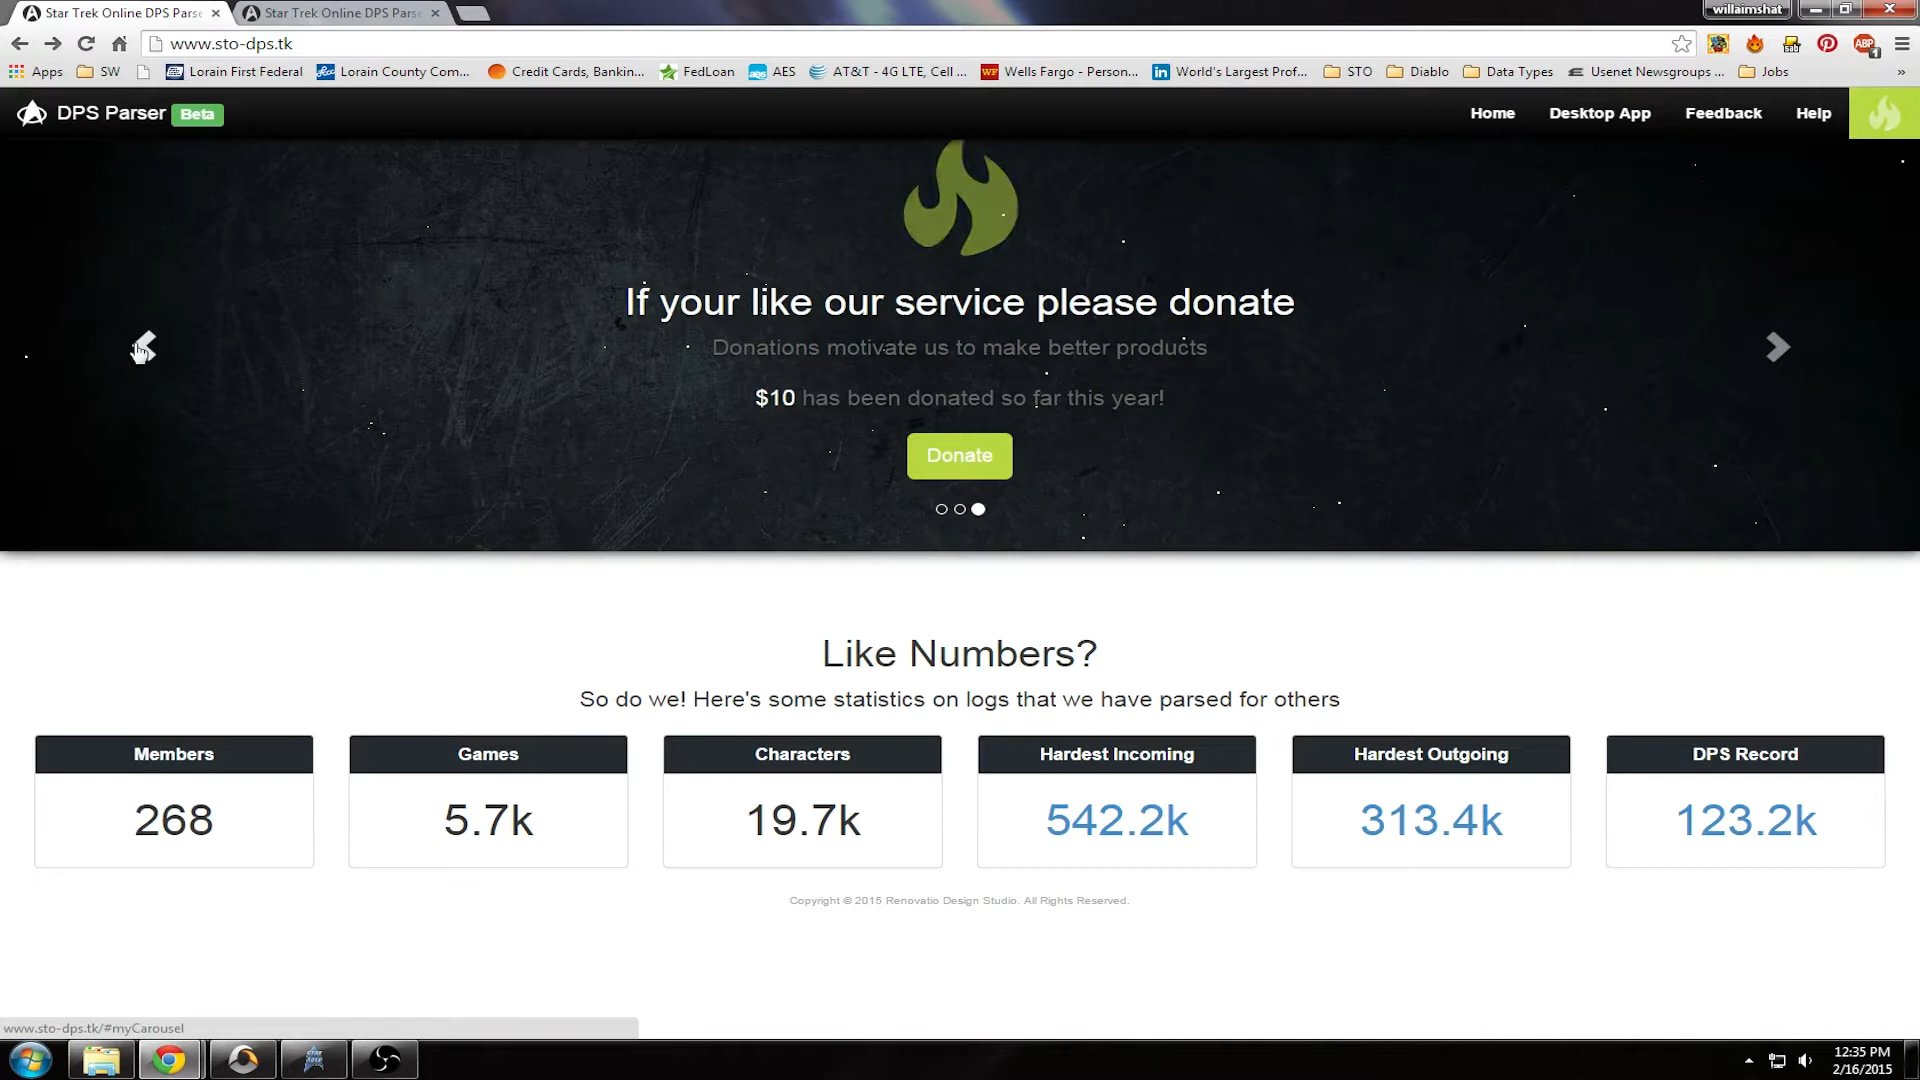 Star Trek Online DPS Parse
Star Trek Online DPS Parse
willaimshat
www.sto-dps.tk
ABP
1
Apps
SW
Lorain First Federal
Lorain County Com...
Credit Cards, Bankin...
FedLoan
AES
AT&T - 4G LTE, Cell ...
WF
Wells Fargo - Person...
in
World's Largest Prof...
STO
Diablo
Data Types
Usenet Newsgroups ...
Jobs
»
DPS Parser Beta
Home
Desktop App
Feedback
Help
If your like our service please donate
Donations motivate us to make better products
$10 has been donated so far this year!
Donate
Like Numbers?
So do we! Here's some statistics on logs that we have parsed for others
Members
Games
Characters
Hardest Incoming
Hardest Outgoing
DPS Record
268
5.7k
19.7k
542.2k
313.4k
123.2k
Copyright © 2015 Renovatio Design Studio. All Rights Reserved.
www.sto-dps.tk/#myCarousel
12:35 PM
2/16/2015